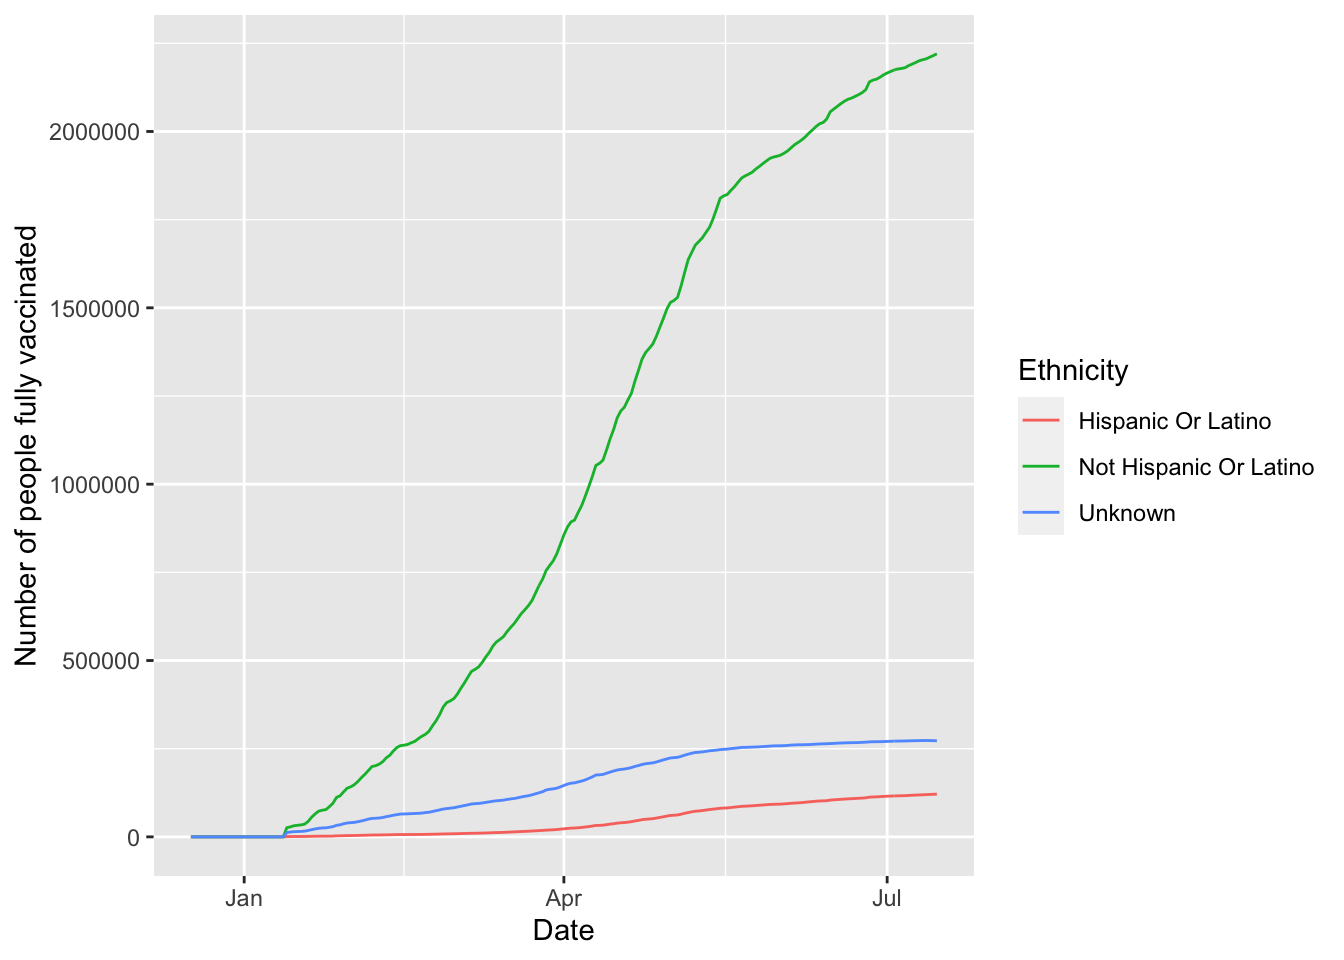 Number of people fully vaccinated
2000000
1500000
1000000
500000
0
Jan
Apr
Jul
Date
Ethnicity
Hispanic Or Latino
Not Hispanic Or Latino
Unknown